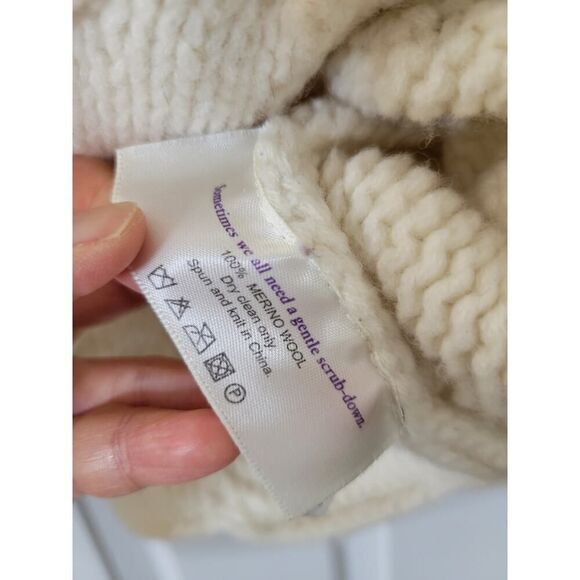 Sometimes we all need a gentle scrub-down.
100% MERINO WOOL
Dry clean only.
Spun and knit in China.
P